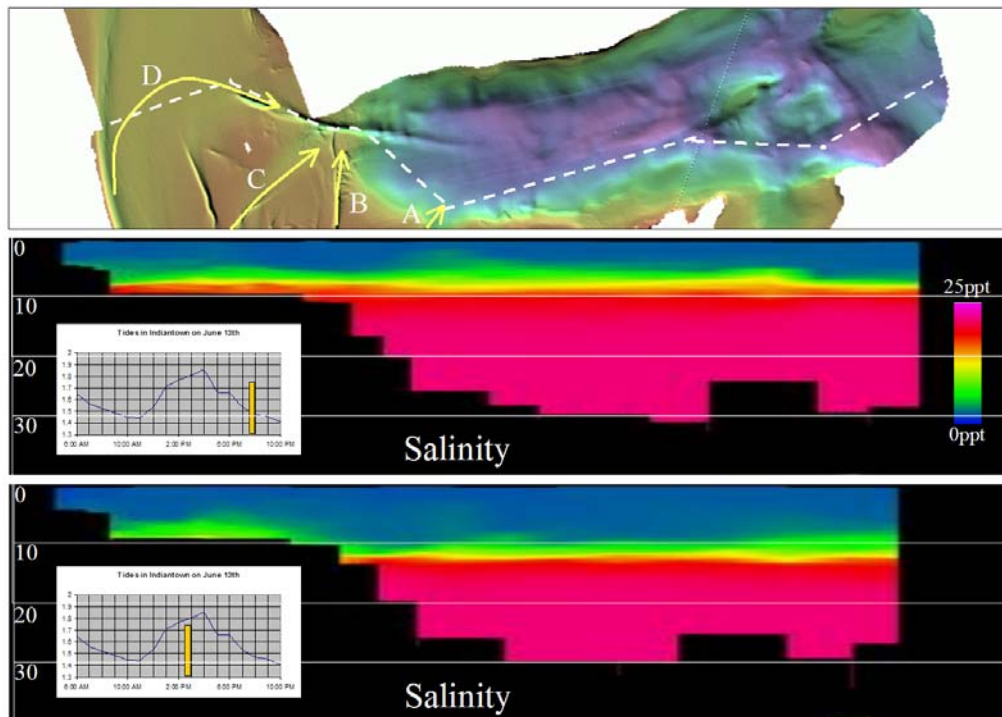 D
C
B
A
0
10
20
30
25ppt
0ppt
Tides in Indiantown on June 13th
2
1.9
1.8
1.7
1.6
1.5
1.4
1.3
6:00 AM 10:00 AM 2:00 PM 6:00 PM 10:00 PM
Salinity
0
10
20
30
Tides in Indiantown on June 13th
2
1.9
1.8
1.7
1.6
1.5
1.4
1.3
6:00 AM 10:00 AM 2:00 PM 6:00 PM 10:00 PM
Salinity